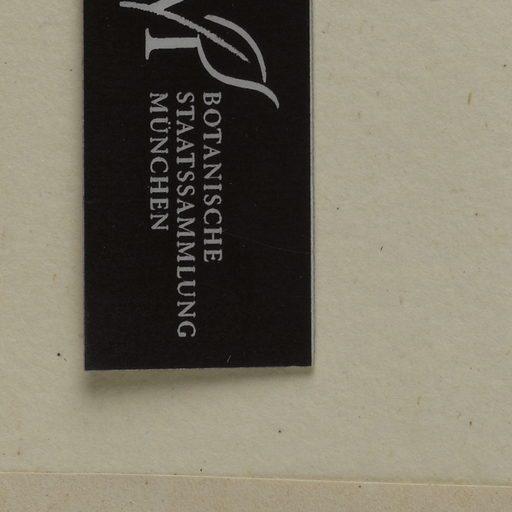 M
BOTANISCHE
STAATSSAMMLUNG
MÜNCHEN